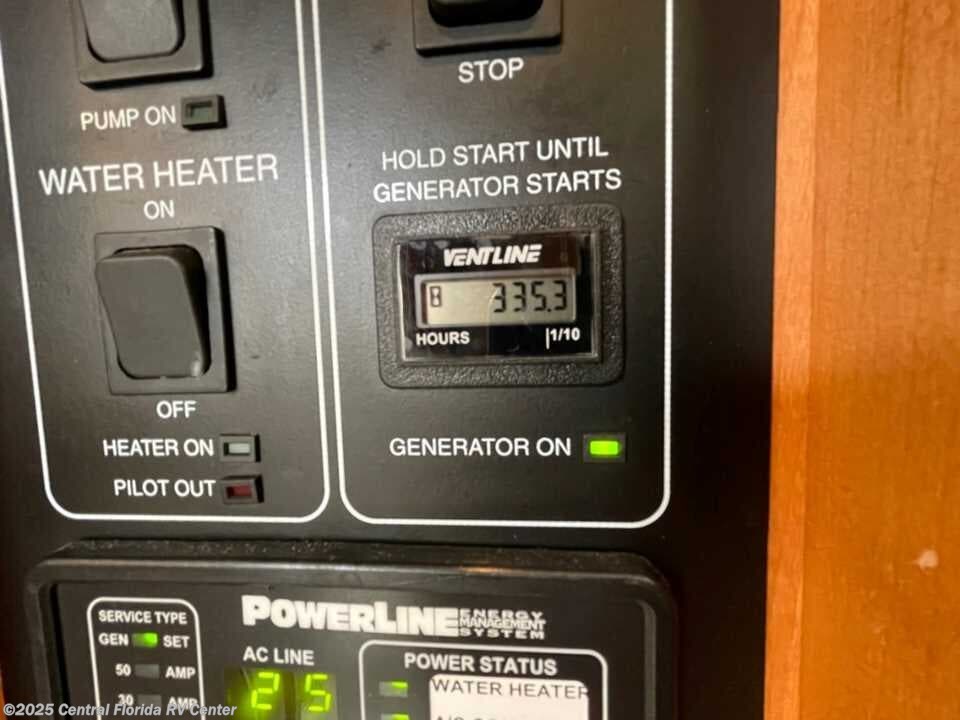 PUMP ON
WATER HEATER
ON
OFF
HEATER ON
PILOT OUT
STOP
HOLD START UNTIL
GENERATOR STARTS
VENTLINE
335.3
HOURS 1/10
GENERATOR ON
POWERLINE ENERGY
MANAGEMENT
SYSTEM
SERVICE TYPE
GEN SET
50 AMP
30 AMP
AC LINE
25
POWER STATUS
WATER HEATER
©2025 Central Florida RV Center